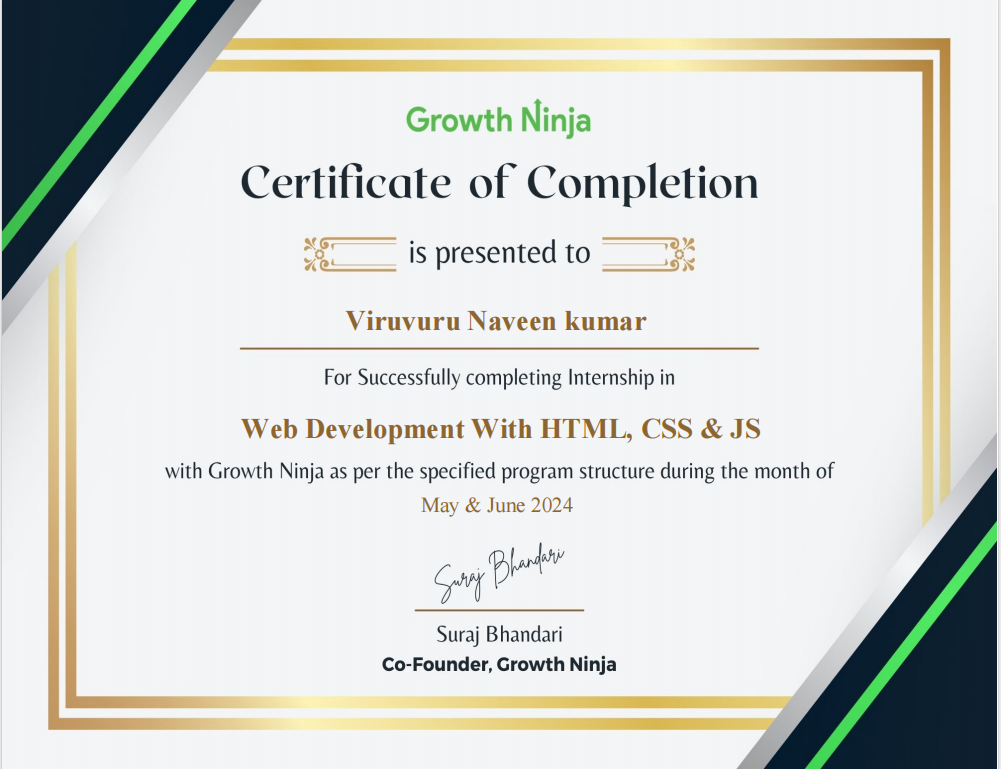 Growth Ninja
Certificate of Completion
is presented to
Viruvuru Naveen kumar
For Successfully completing Internship in
Web Development With HTML, CSS & JS
with Growth Ninja as per the specified program structure during the month of
May & June 2024
Suraj Bhandari
Suraj Bhandari
Co-Founder, Growth Ninja